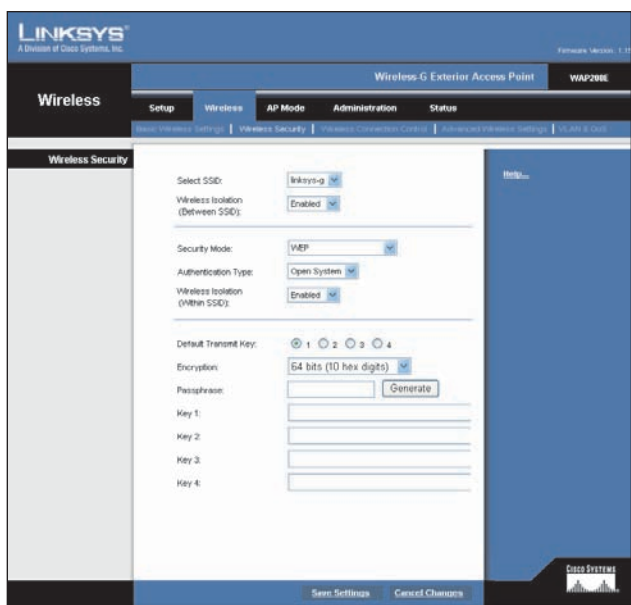 LINKSYS®
A Division of Cisco Systems, Inc.
Firmware Version: 1.15
Wireless-G Exterior Access Point
WAP200E
Wireless
Setup Wireless AP Mode Administration Status
Basic Wireless Settings | Wireless Security | Wireless Connection Control | Advanced Wireless Settings | VLAN & QoS
Wireless Security
Help...
Select SSID: linksys-g
Wireless Isolation
(Between SSID): Enabled
Security Mode: WEP
Authentication Type: Open System
Wireless Isolation
(Within SSID): Enabled
Default Transmit Key: 1 2 3 4
Encryption: 64 bits (10 hex digits)
Passphrase: Generate
Key 1:
Key 2:
Key 3:
Key 4:
Save Settings Cancel Changes
CISCO SYSTEMS